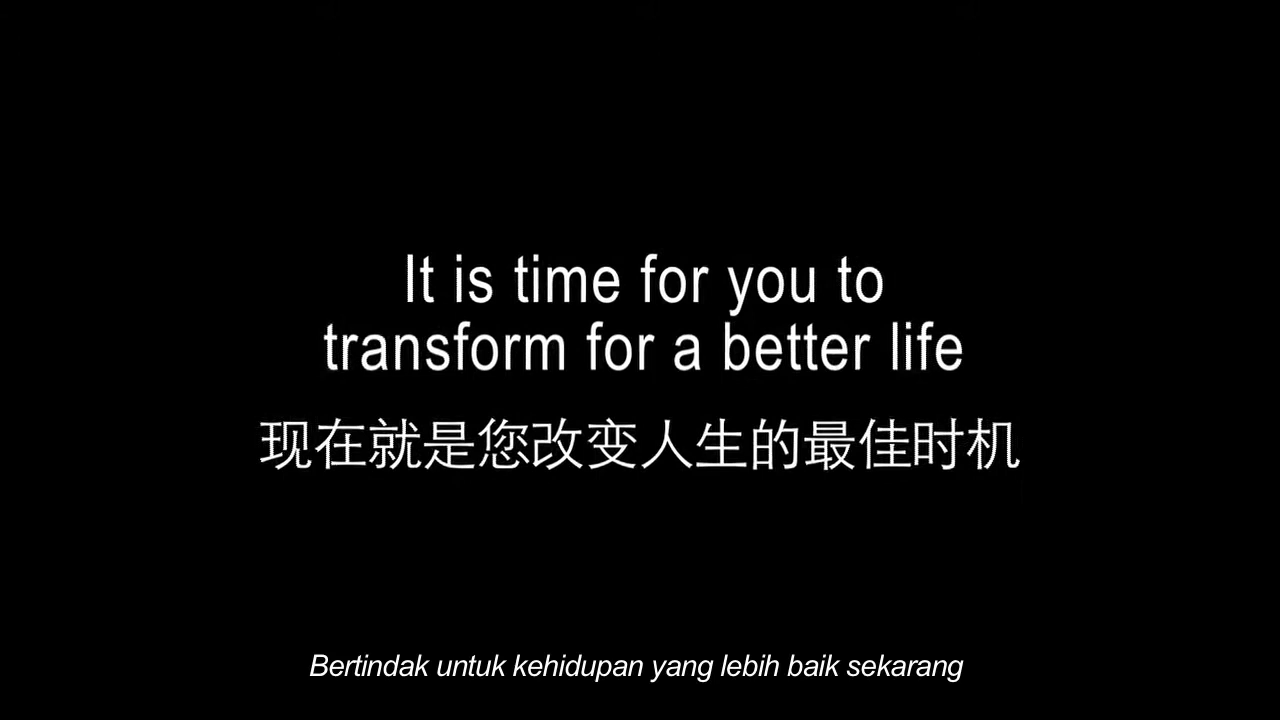 It is time for you to
transform for a better life
现在就是您改变人生的最佳时机
Bertindak untuk kehidupan yang lebih baik sekarang